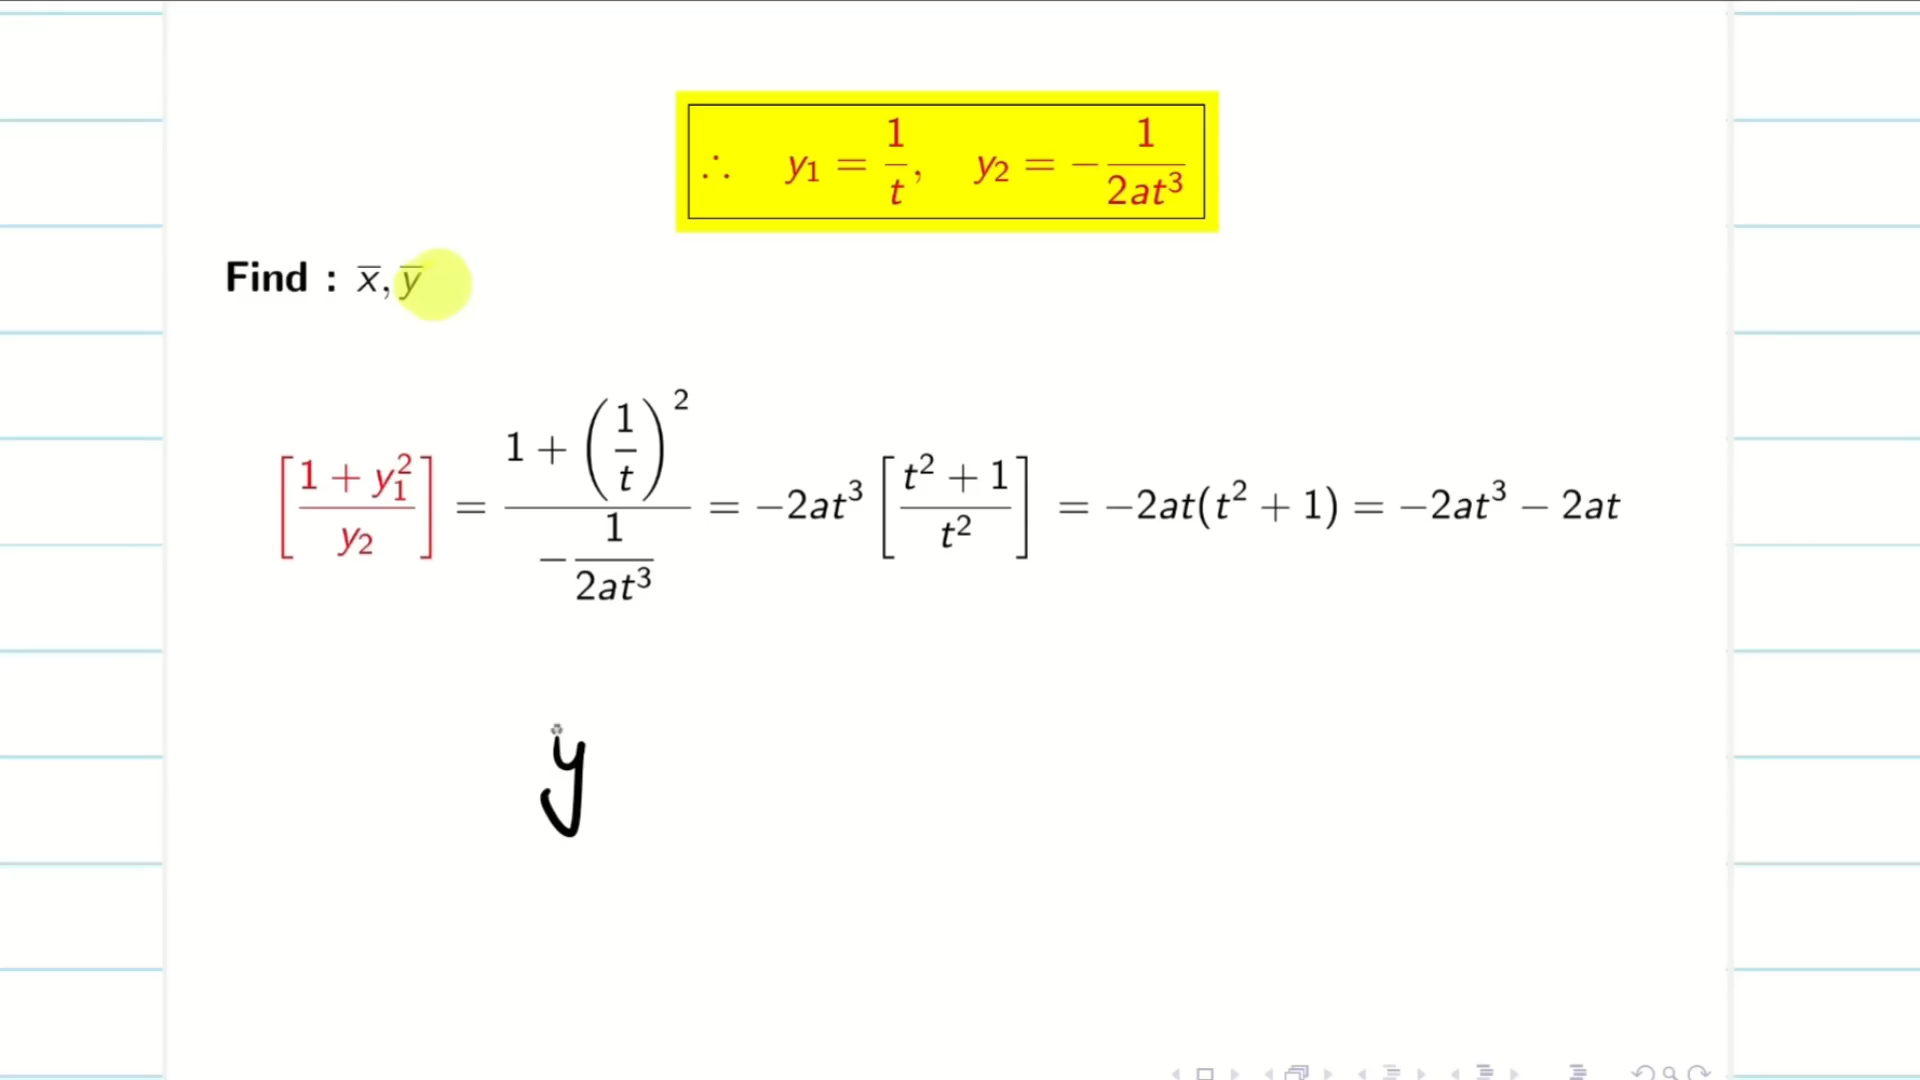 ∴ y₁ = 1/t, y₂ = −1/(2at³)
Find : x̅, y̅
[(1 + y₁²)/y₂] = (1 + (1/t)²)/(−1/(2at³)) = −2at³ [(t² + 1)/t²] = −2at(t² + 1) = −2at³ − 2at
y